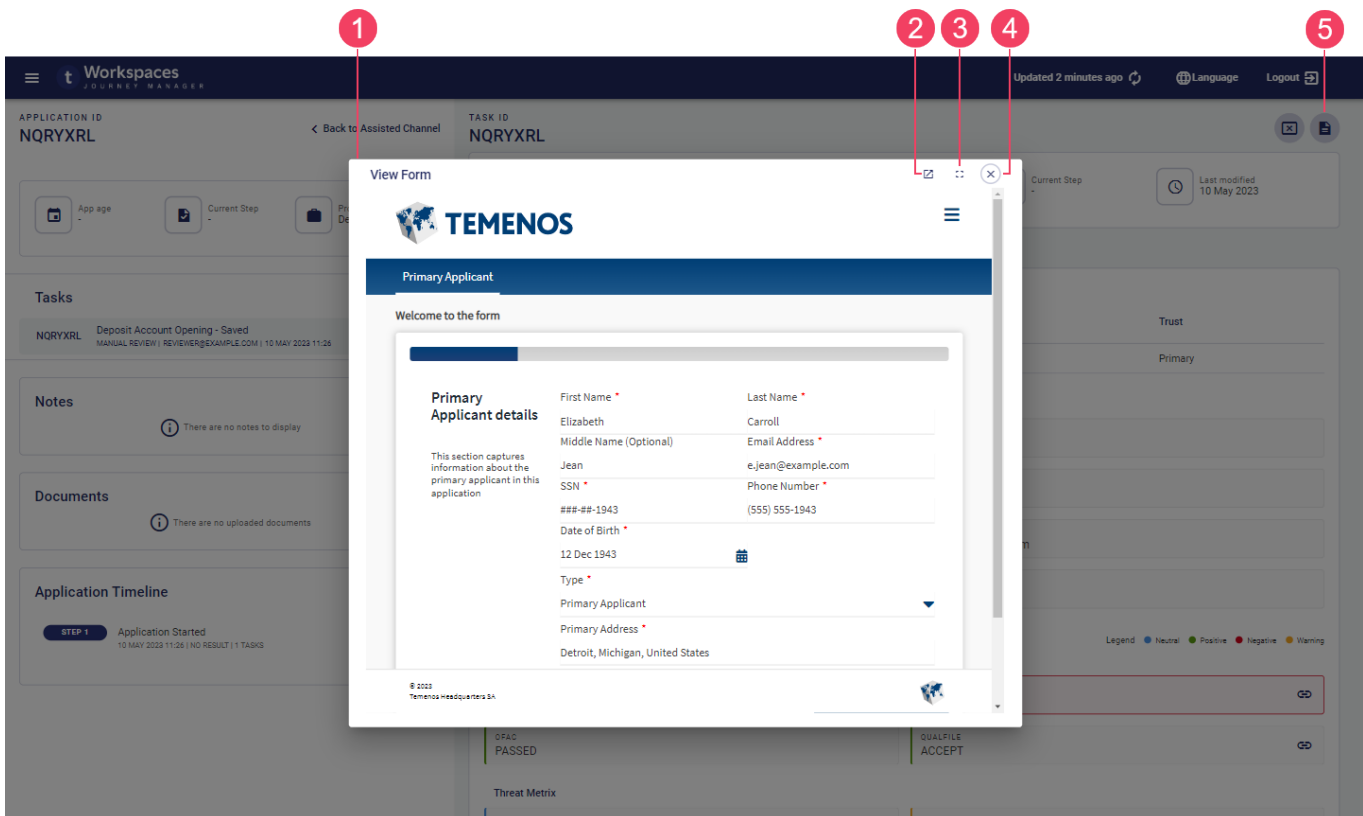 1 2 3 4 5
t Workspaces
JOURNEY MANAGER
Updated 2 minutes ago Language Logout
APPLICATION ID
NQRYXRL
Back to Assisted Channel
TASK ID
NQRYXRL
App age
-
Current Step
-
Current Step
-
Last modified
10 May 2023
Tasks
NQRYXRL
Deposit Account Opening - Saved
MANUAL REVIEW | REVIEWER@EXAMPLE.COM | 10 MAY 2023 11:26
Notes
There are no notes to display
Documents
There are no uploaded documents
Application Timeline
STEP 1
Application Started
10 MAY 2023 11:26 | NO RESULT | 1 TASKS
View Form
TEMENOS
Primary Applicant
Welcome to the form
Primary
Applicant details
This section captures
information about the
primary applicant in this
application
First Name *
Last Name *
Elizabeth
Carroll
Middle Name (Optional)
Email Address *
Jean
e.jean@example.com
SSN *
Phone Number *
###-##-1943
(555) 555-1943
Date of Birth *
12 Dec 1943
Type *
Primary Applicant
Primary Address *
Detroit, Michigan, United States
© 2023
Temenos Headquarters SA
Trust
Primary
Legend Neutral Positive Negative Warning
OFAC
PASSED
QUALFILE
ACCEPT
Threat Metrix